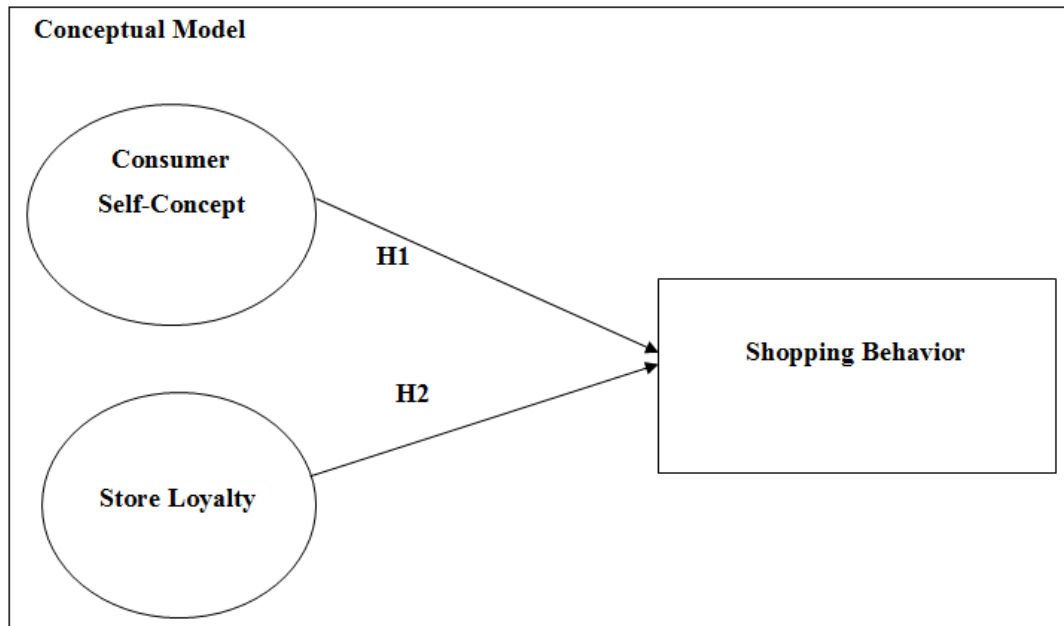 Conceptual Model
Consumer
Self-Concept
H1
Shopping Behavior
H2
Store Loyalty